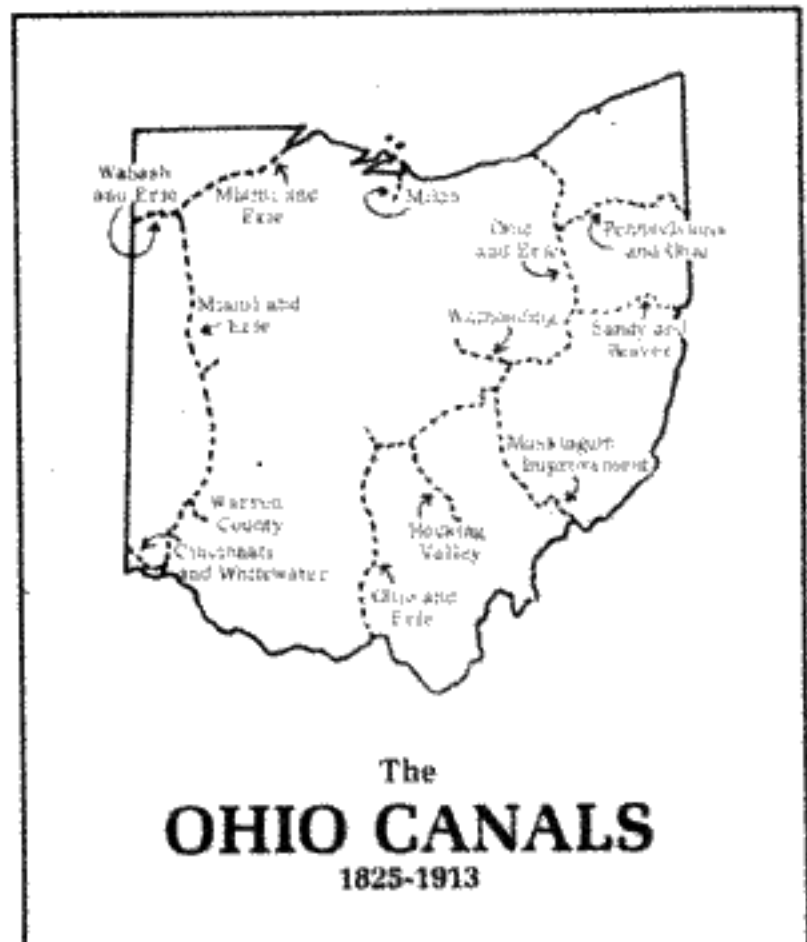 Wabash
and Erie
Miami and
Erie
Milan
Ohio
and Erie
Pennsylvania
and Ohio
Miami and
Erie
Walhonding
Sandy and
Beaver
Muskingum
Improvement
Warren
County
Hocking
Valley
Cincinnati
and Whitewater
Ohio and
Erie
The
OHIO CANALS
1825-1913